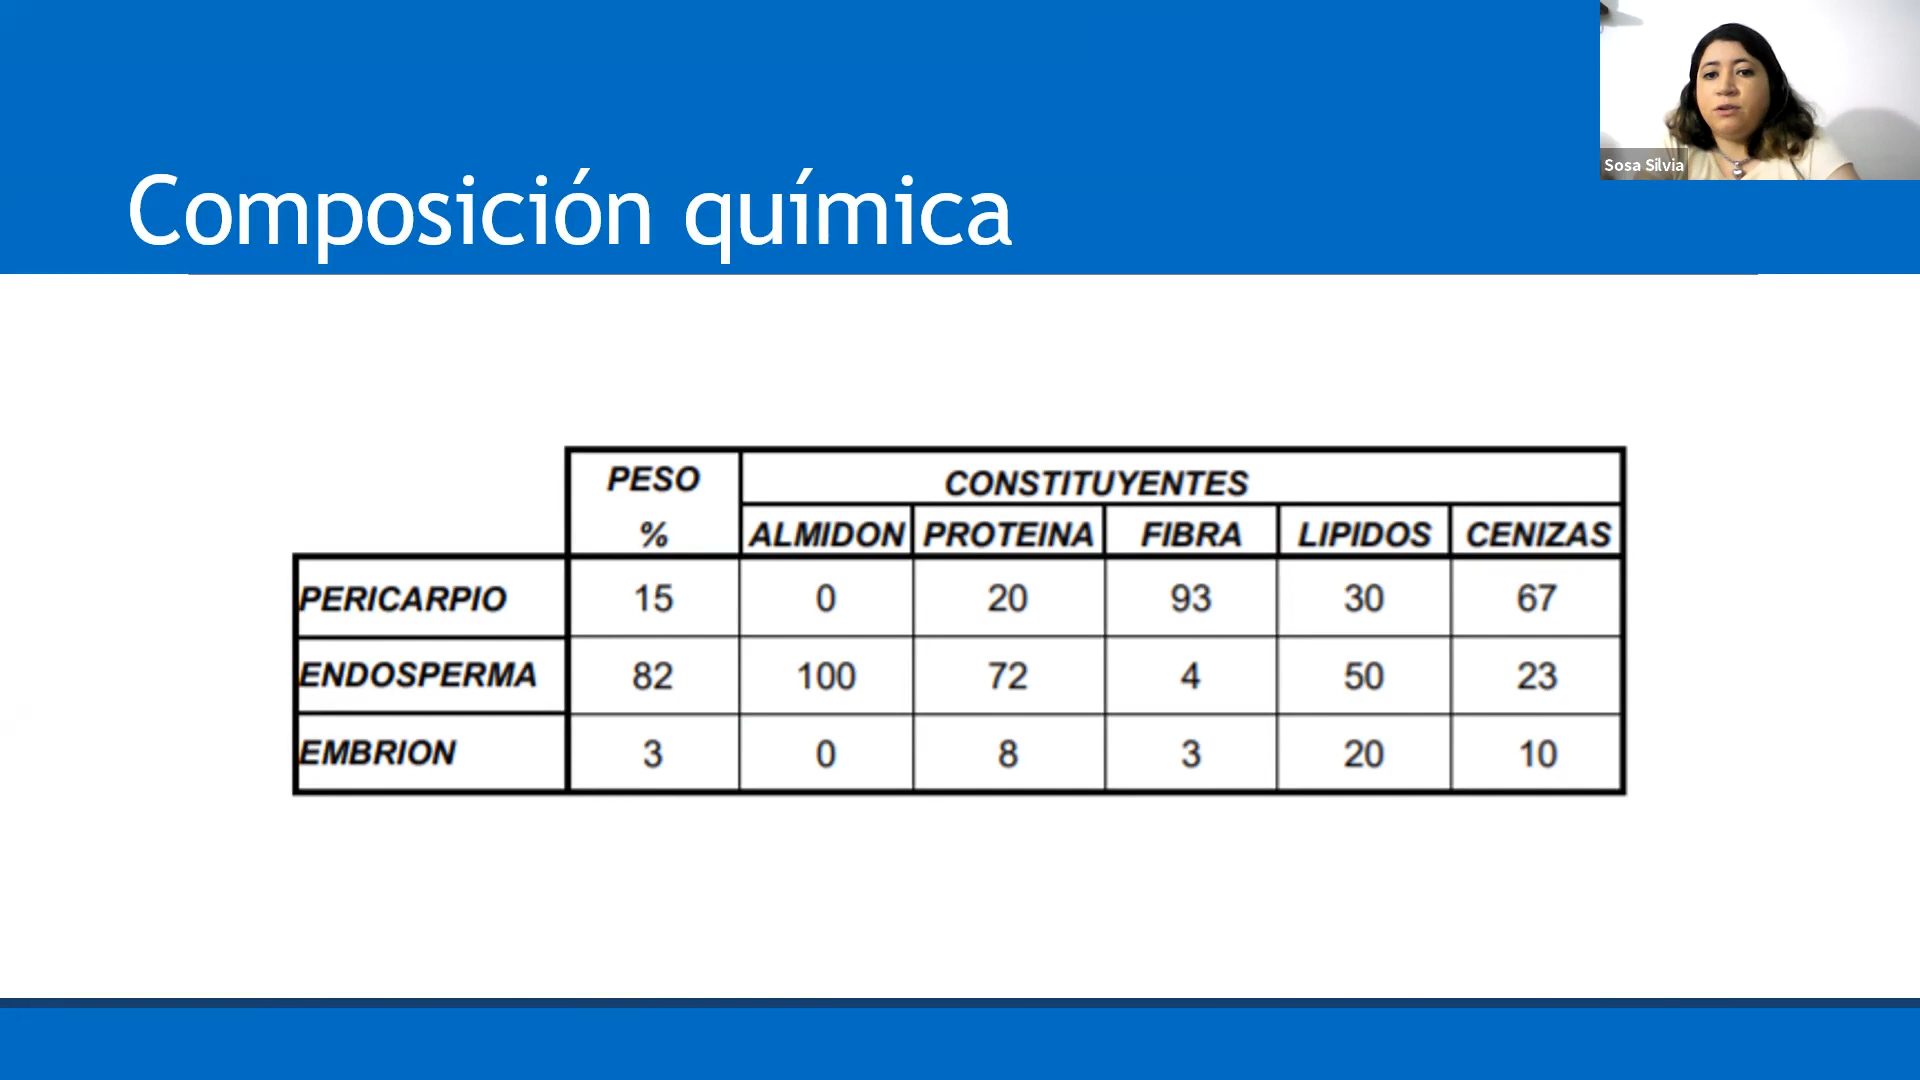 Sosa Silvia
Composición química
PESO CONSTITUYENTES
% ALMIDON PROTEINA FIBRA LIPIDOS CENIZAS
PERICARPIO 15 0 20 93 30 67
ENDOSPERMA 82 100 72 4 50 23
EMBRION 3 0 8 3 20 10